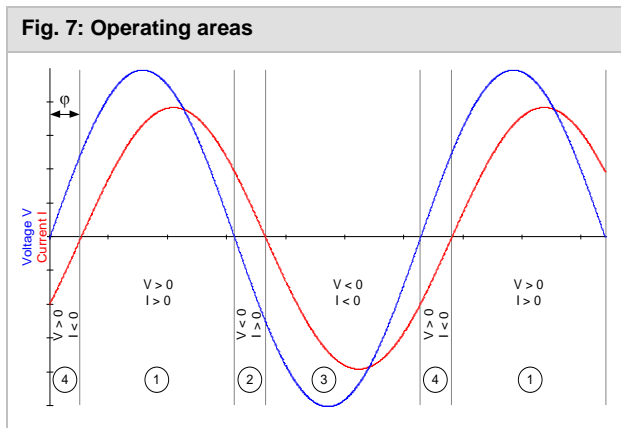 Fig. 7: Operating areas
φ
Voltage V
Current I
V > 0
I < 0
V > 0
I > 0
V < 0
I > 0
V < 0
I < 0
V > 0
I < 0
V > 0
I > 0
4
1
2
3
4
1